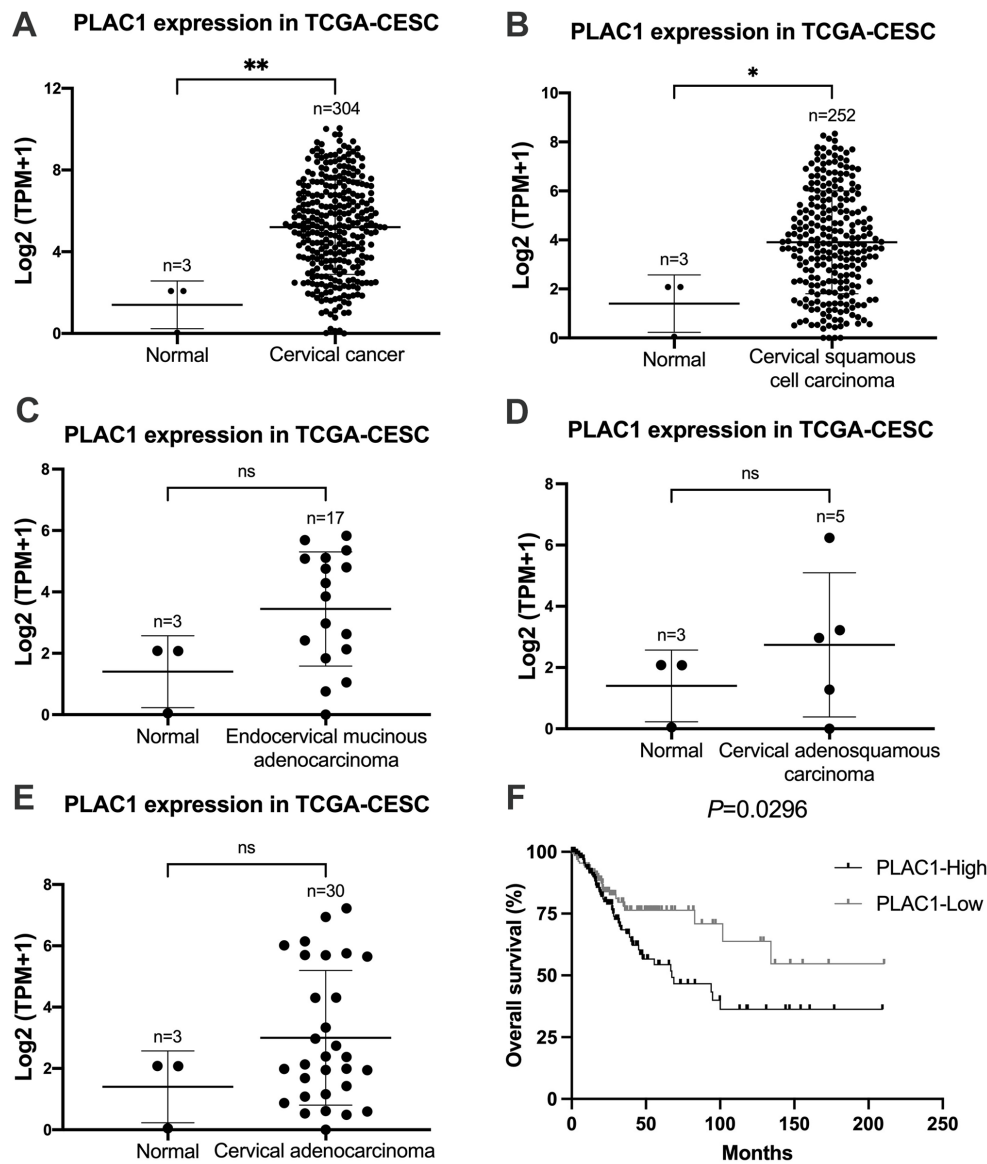 A
PLAC1 expression in TCGA-CESC
**
n=304
n=3
Log2 (TPM+1)
12
8
4
0
Normal
Cervical cancer
B
PLAC1 expression in TCGA-CESC
*
n=252
n=3
Log2 (TPM+1)
10
8
6
4
2
0
Normal
Cervical squamous
cell carcinoma
C
PLAC1 expression in TCGA-CESC
ns
n=17
n=3
Log2 (TPM+1)
8
6
4
2
0
Normal
Endocervical mucinous
adenocarcinoma
D
PLAC1 expression in TCGA-CESC
ns
n=5
n=3
Log2 (TPM+1)
8
6
4
2
0
Normal
Cervical adenosquamous
carcinoma
E
PLAC1 expression in TCGA-CESC
ns
n=30
n=3
Log2 (TPM+1)
8
6
4
2
0
Normal
Cervical adenocarcinoma
F
P=0.0296
PLAC1-High
PLAC1-Low
Overall survival (%)
100
75
50
25
0
0 50 100 150 200 250
Months